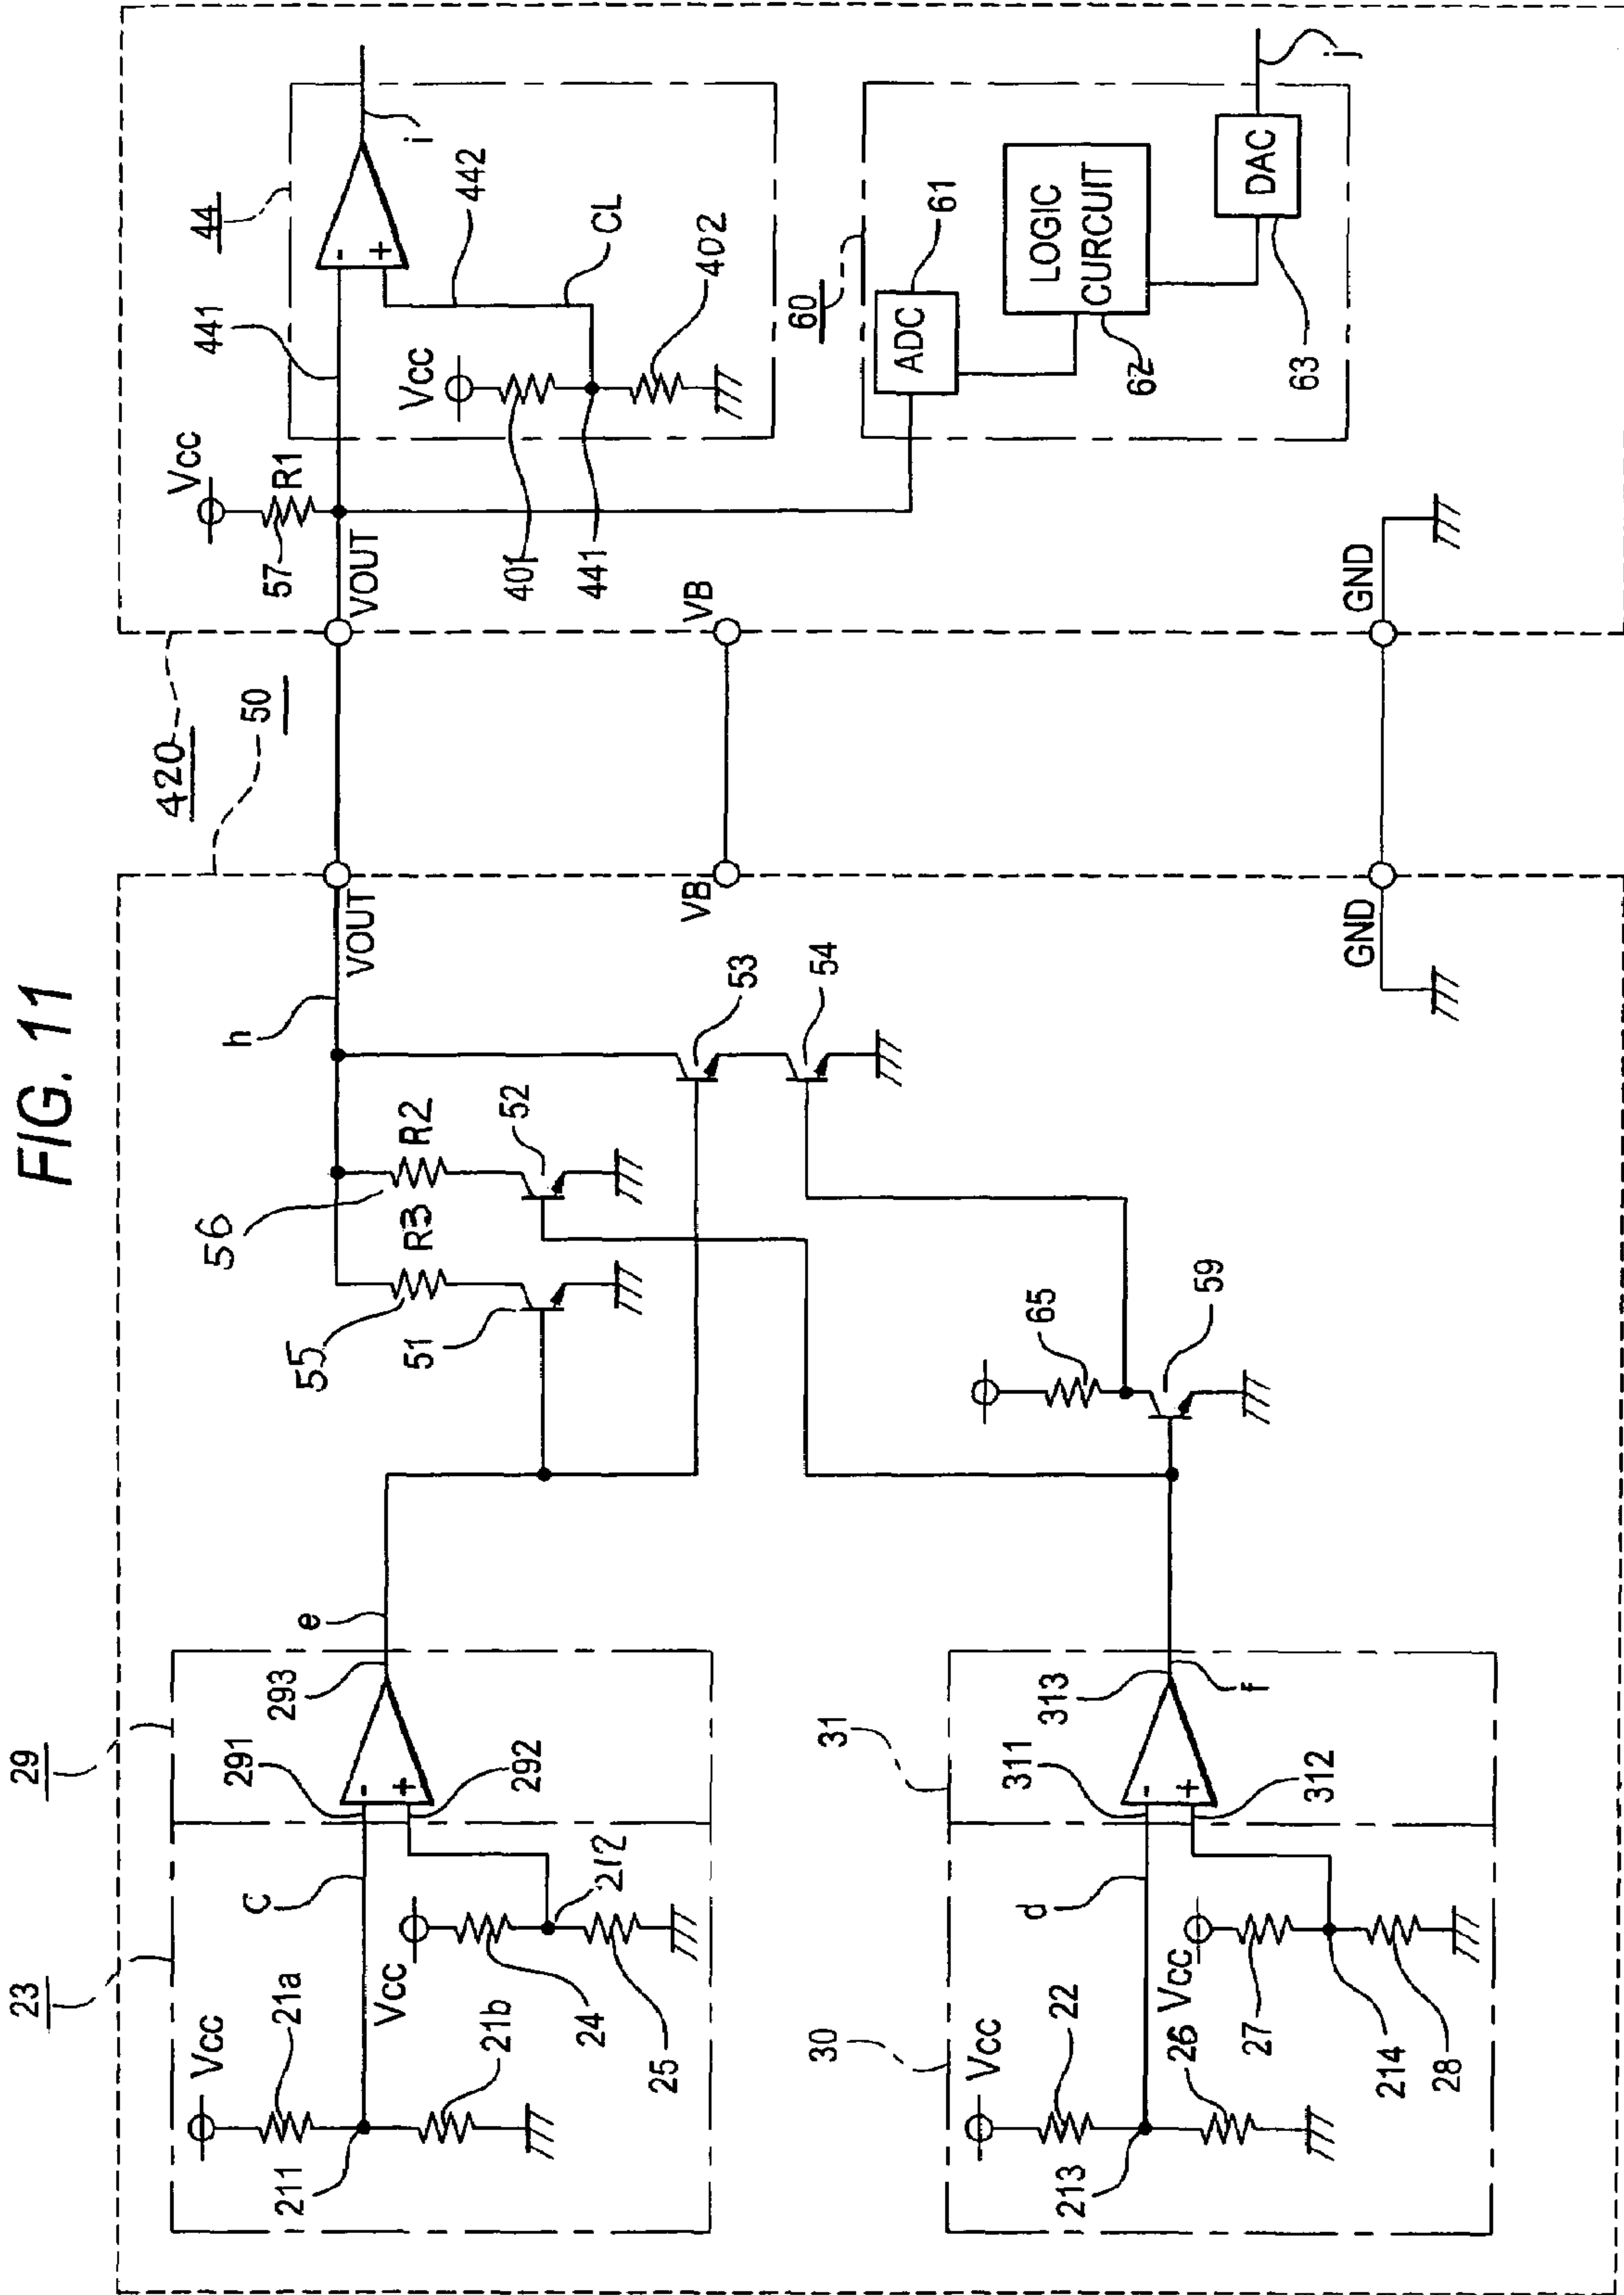 FIG. 11
23
29
Vcc
21a
211
21b
C
Vcc
24
212
25
291
292
293
e
30
31
Vcc
22
213
26
d
Vcc
27
214
28
311
312
313
f
55
R3
51
56
R2
52
h
53
54
65
59
VOUT
VB
GND
50
420
VOUT
VB
GND
Vcc
57
R1
441
44
i
442
CL
Vcc
401
441
402
60
ADC
61
LOGIC
CURCUIT
62
DAC
63
j